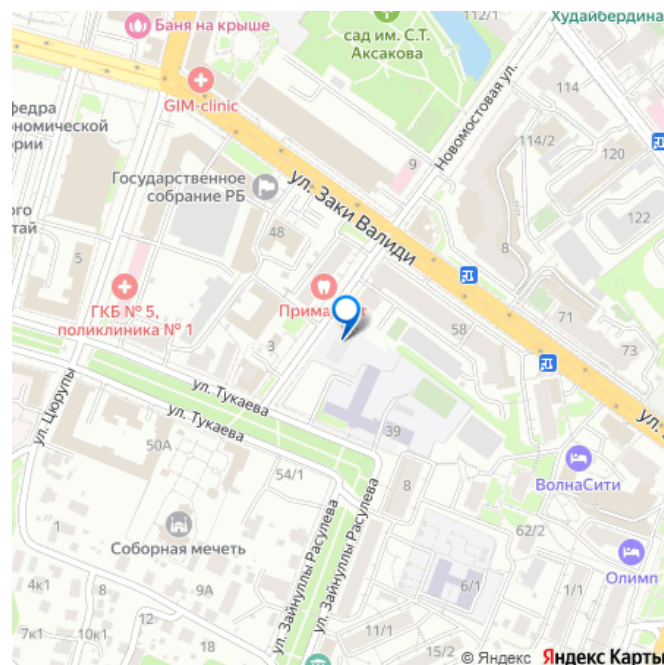 112/1
Худайбердина
Баня на крыше
сад им. С.Т.
Аксакова
114
GIM-clinic
Новомостовая ул.
федра
ономической
ории
9
114/2
120
Государственное
собрание РБ
ул. Заки Валиди
122
48
8
5
ГКБ № 5,
поликлиника № 1
3
58
71
73
ул. Тукаева
ул. Тукаева
ул. Цюрупы
50А
39
54/1
8
ВолнаСити
62/2
Соборная мечеть
1
4к1
9А
ул. Зайнуллы Расулева
ул. Зайнуллы Расулева
6/1
Олимп
1/1
12
7к1
10к1
18
11/1
15/2
© Яндекс Яндекс Карты